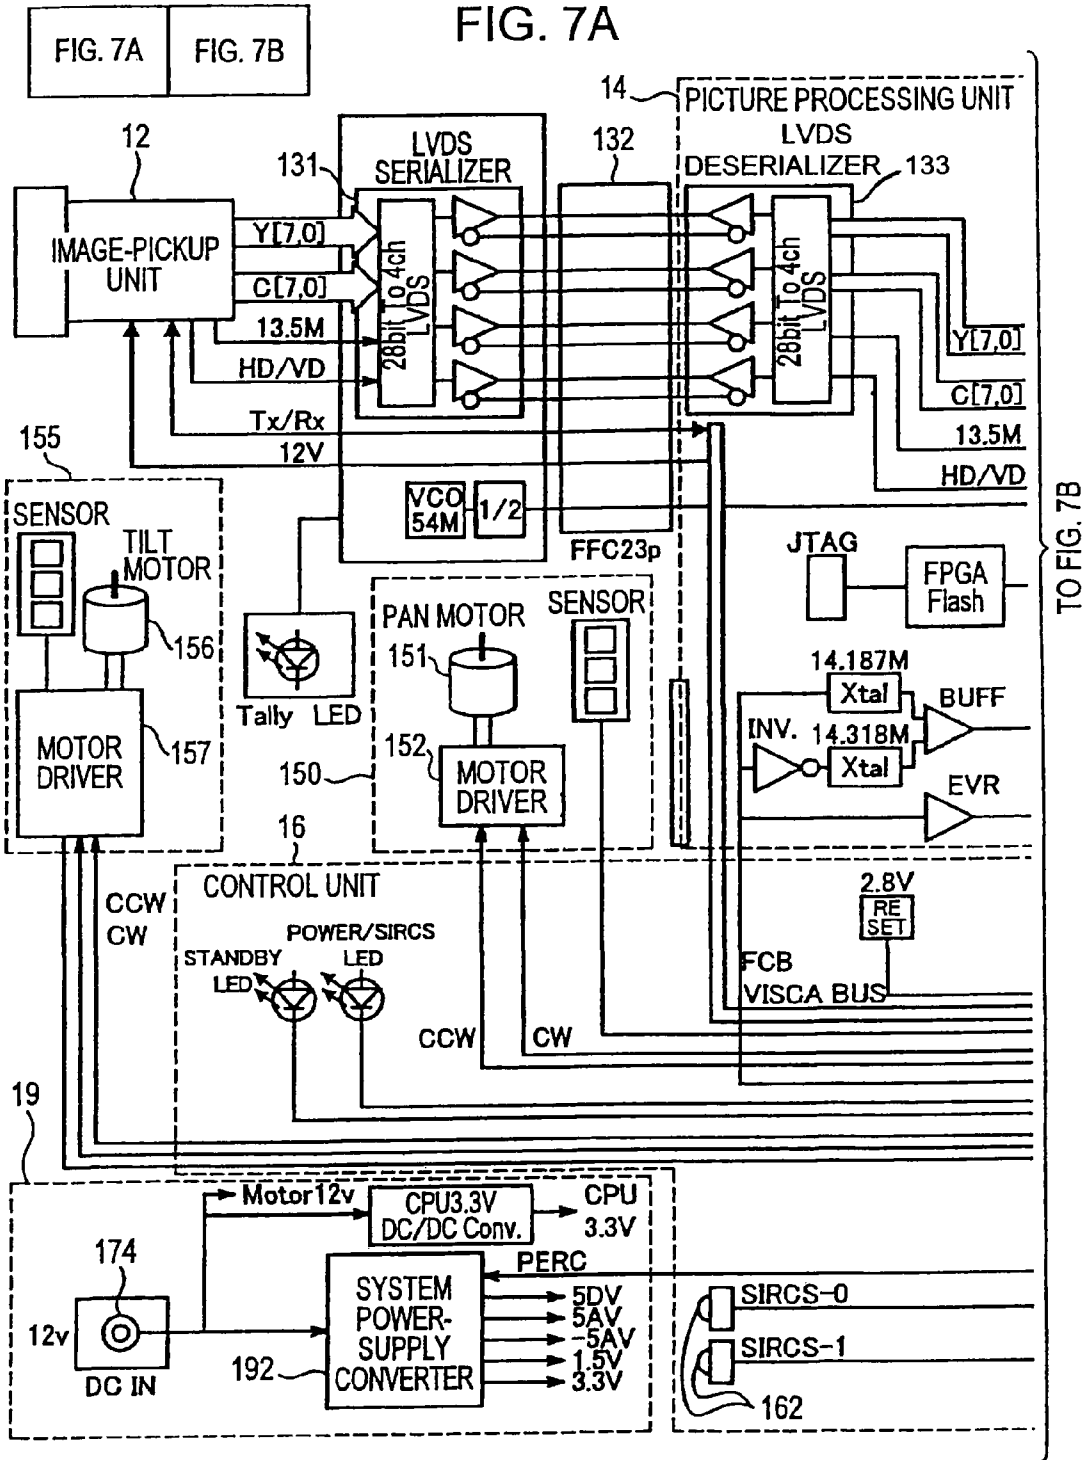 FIG. 7A
FIG. 7A
FIG. 7B
14
PICTURE PROCESSING UNIT
12
131
LVDS
SERIALIZER
132
LVDS
DESERIALIZER
133
IMAGE-PICKUP
UNIT
Y[7,0]
C[7,0]
13.5M
HD/VD
28bit To 4ch
LVDS
28bit To 4ch
LVDS
Y[7,0]
C[7,0]
13.5M
HD/VD
Tx/Rx
12V
155
VCO
54M
1/2
FFC23p
SENSOR
TILT
MOTOR
156
MOTOR
DRIVER
157
Tally LED
PAN MOTOR
151
SENSOR
152
MOTOR
DRIVER
150
JTAG
FPGA
Flash
TO FIG. 7B
14.187M
Xtal
BUFF
INV.
14.318M
Xtal
EVR
16
CONTROL UNIT
CCW
CW
STANDBY
LED
POWER/SIRCS
LED
2.8V
RE
SET
FCB
VISCA BUS
CCW
CW
19
Motor12v
CPU3.3V
DC/DC Conv.
CPU
3.3V
174
12v
DC IN
192
SYSTEM
POWER-
SUPPLY
CONVERTER
PERC
5DV
5AV
-5AV
1.5V
3.3V
SIRCS-0
SIRCS-1
162